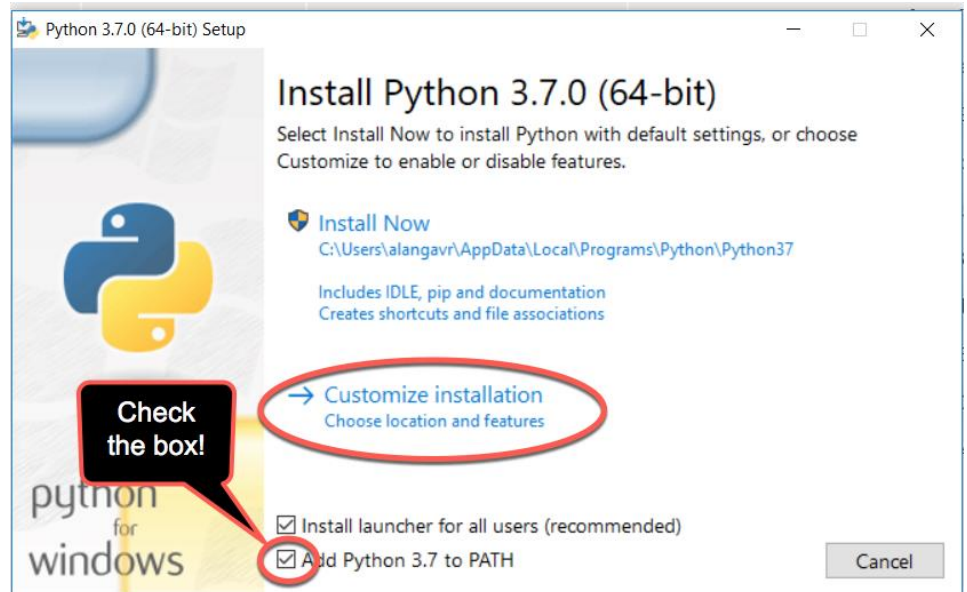 Python 3.7.0 (64-bit) Setup
Install Python 3.7.0 (64-bit)
Select Install Now to install Python with default settings, or choose
Customize to enable or disable features.
Install Now
C:\Users\alangavr\AppData\Local\Programs\Python\Python37
Includes IDLE, pip and documentation
Creates shortcuts and file associations
Customize installation
Choose location and features
Check
the box!
python
for
windows
Install launcher for all users (recommended)
Add Python 3.7 to PATH
Cancel